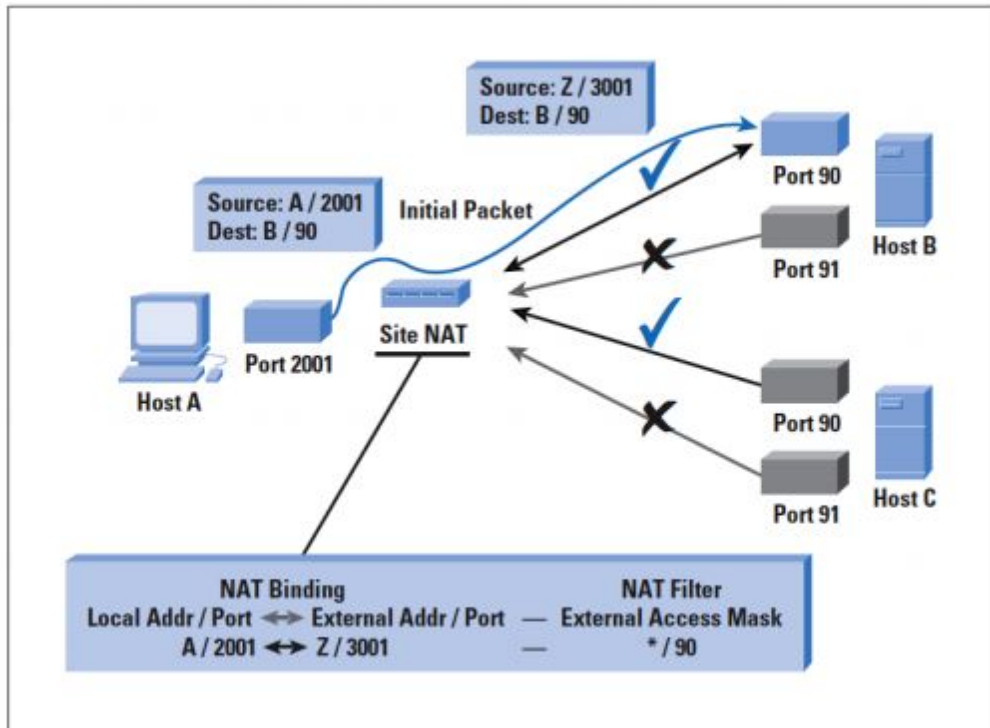 Source: Z / 3001
Dest: B / 90
Source: A / 2001
Dest: B / 90
Initial Packet
Port 90
Host B
Port 91
Site NAT
Port 2001
Host A
Port 90
Host C
Port 91
NAT Binding NAT Filter
Local Addr / Port External Addr / Port — External Access Mask
A / 2001 Z / 3001 — * / 90